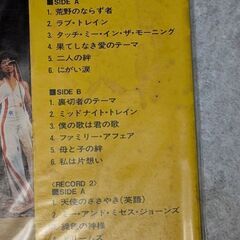 ■SIDE A
1. 荒野のならず者
2. ラブ・トレイン
3. タッチ・ミー・イン・ザ・モーニング
4. 果てしなき愛のテーマ
5. 二人の絆
6. にがい涙
■SIDE B
1. 裏切者のテーマ
2. ミッドナイト・トレイン
3. 僕の歌は君の歌
4. ファミリー・アフェア
5. 母と子の絆
6. 私は片想い
〈RECORD 2〉
■SIDE A
1. 天使のささやき(英語)
2. ミー・アンド・ミセス・ジョーンズ